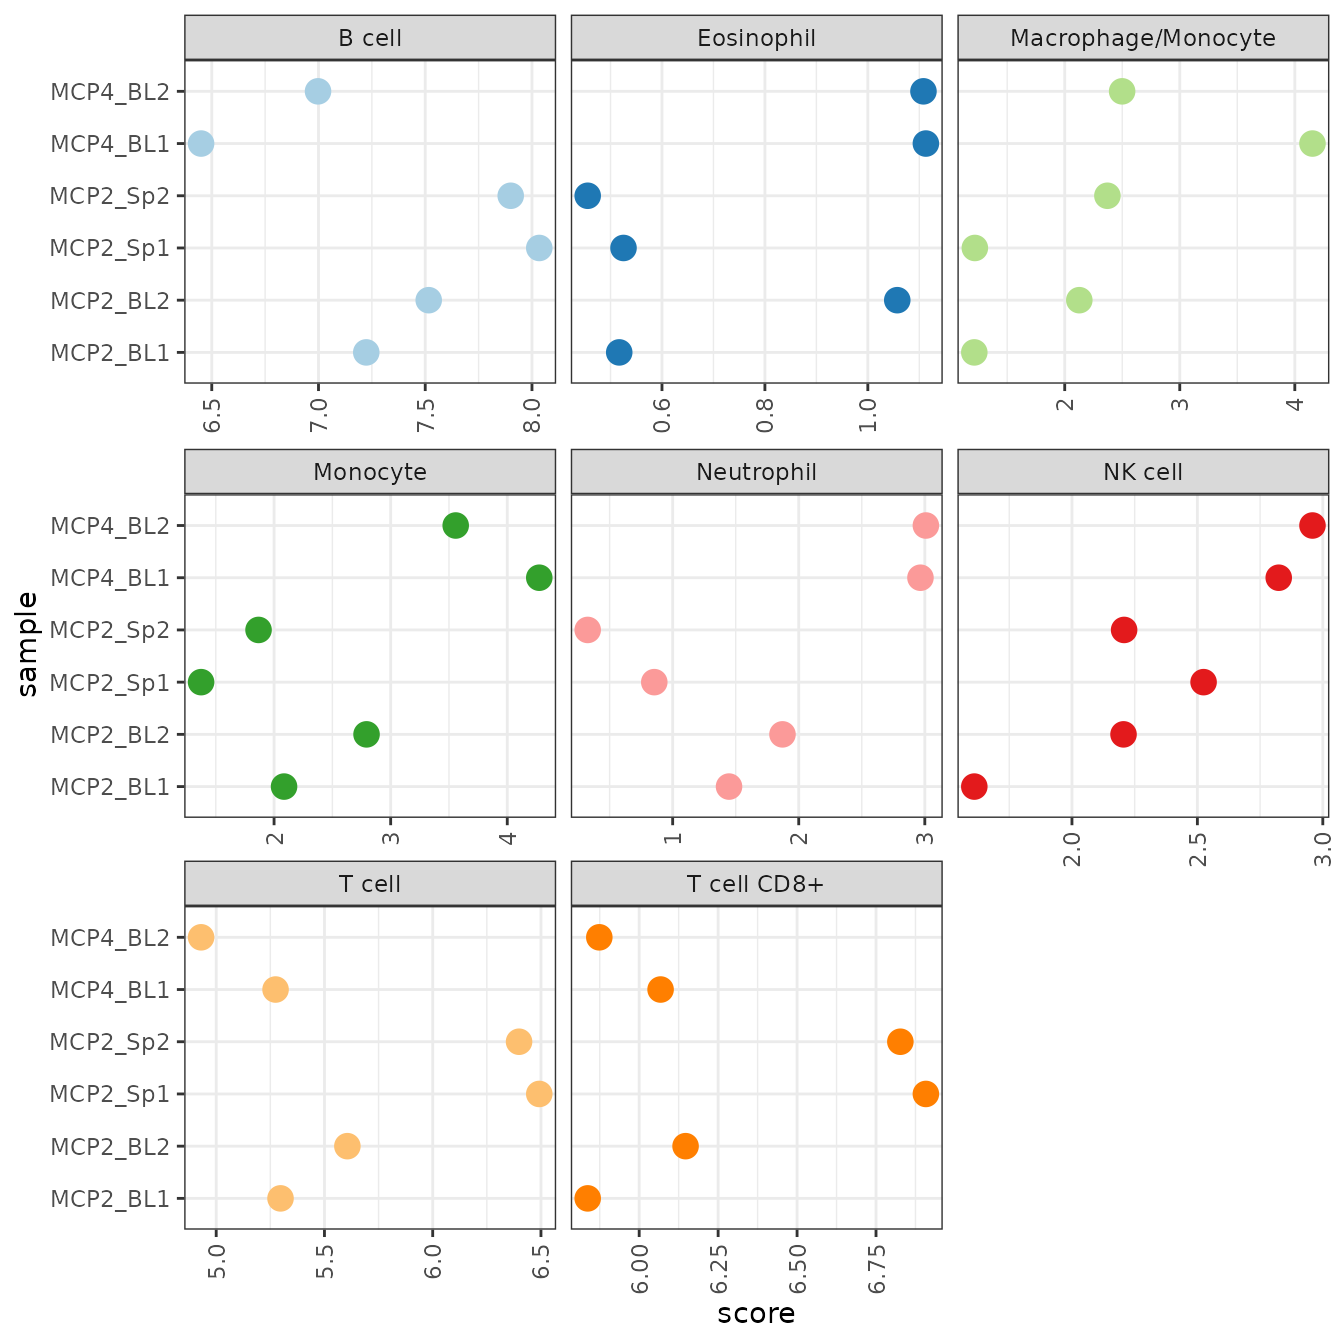 B cell Eosinophil Macrophage/Monocyte
MCP4_BL2
MCP4_BL1
MCP2_Sp2
MCP2_Sp1
MCP2_BL2
MCP2_BL1
6.5 7.0 7.5 8.0 0.6 0.8 1.0 2 3 4
Monocyte Neutrophil NK cell
MCP4_BL2
MCP4_BL1
MCP2_Sp2
MCP2_Sp1
MCP2_BL2
MCP2_BL1
sample
2 3 4 1 2 3 2.0 2.5 3.0
T cell T cell CD8+
MCP4_BL2
MCP4_BL1
MCP2_Sp2
MCP2_Sp1
MCP2_BL2
MCP2_BL1
5.0 5.5 6.0 6.5 6.00 6.25 6.50 6.75
score